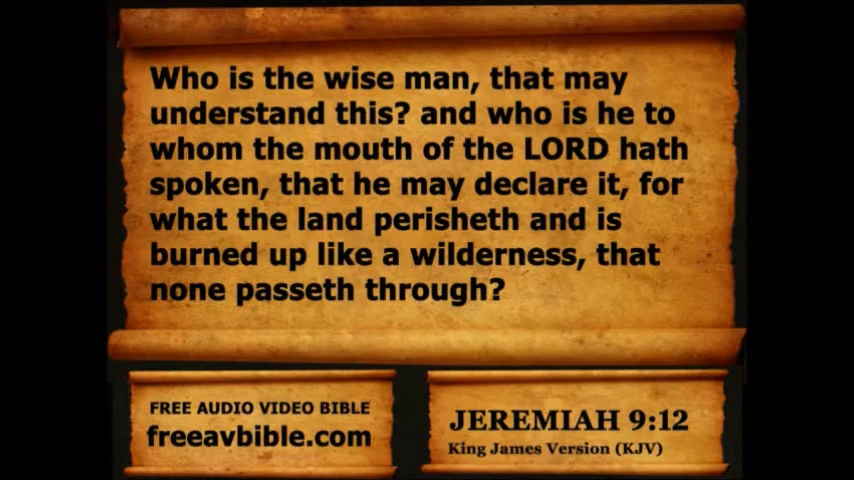 Who is the wise man, that may
understand this? and who is he to
whom the mouth of the LORD hath
spoken, that he may declare it, for
what the land perisheth and is
burned up like a wilderness, that
none passeth through?
FREE AUDIO VIDEO BIBLE
freeavbible.com
JEREMIAH 9:12
King James Version (KJV)